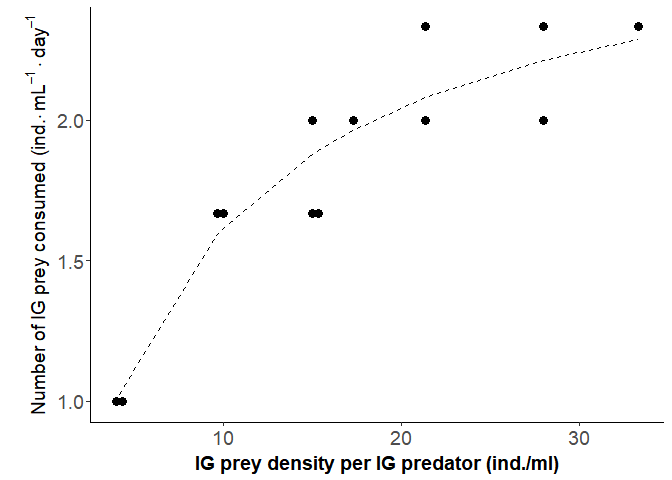 Number of IG prey consumed (ind.· mL⁻¹ · day⁻¹
2.0
1.5
1.0
10 20 30
IG prey density per IG predator (ind./ml)